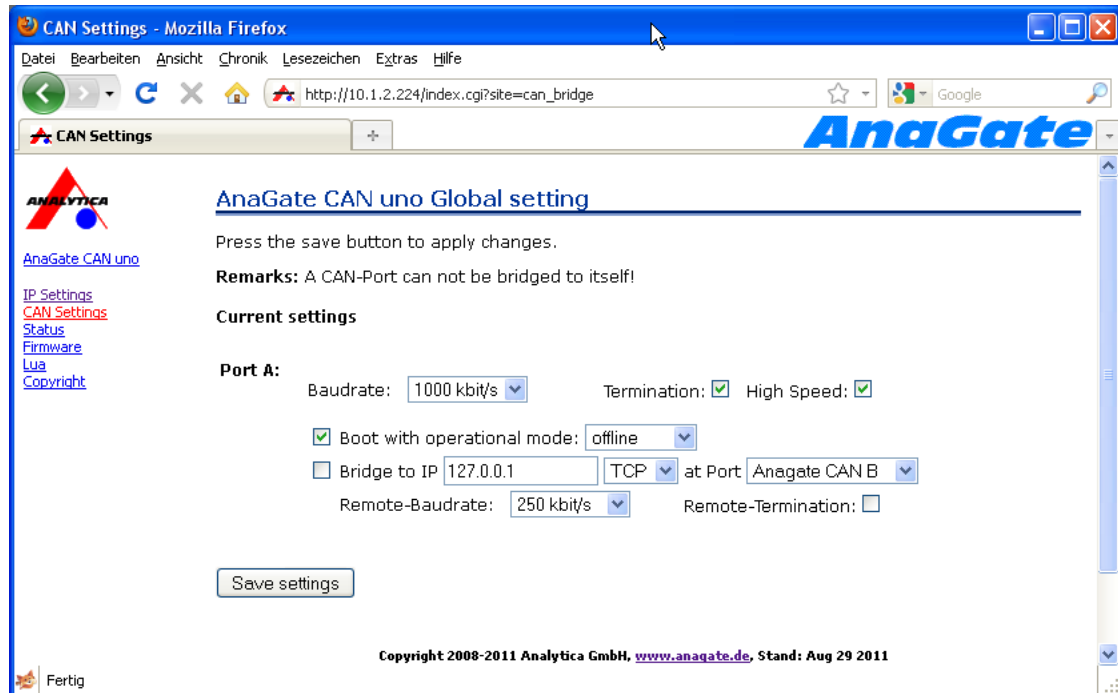 CAN Settings - Mozilla Firefox
Datei Bearbeiten Ansicht Chronik Lesezeichen Extras Hilfe
http://10.1.2.224/index.cgi?site=can_bridge Google
CAN Settings AnaGate
ANALYTICA
AnaGate CAN uno
IP Settings
CAN Settings
Status
Firmware
Lua
Copyright
AnaGate CAN uno Global setting
Press the save button to apply changes.
Remarks: A CAN-Port can not be bridged to itself!
Current settings
Port A:
Baudrate: 1000 kbit/s Termination: High Speed:
Boot with operational mode: offline
Bridge to IP 127.0.0.1 TCP at Port Anagate CAN B
Remote-Baudrate: 250 kbit/s Remote-Termination:
Save settings
Copyright 2008-2011 Analytica GmbH, www.anagate.de, Stand: Aug 29 2011
Fertig